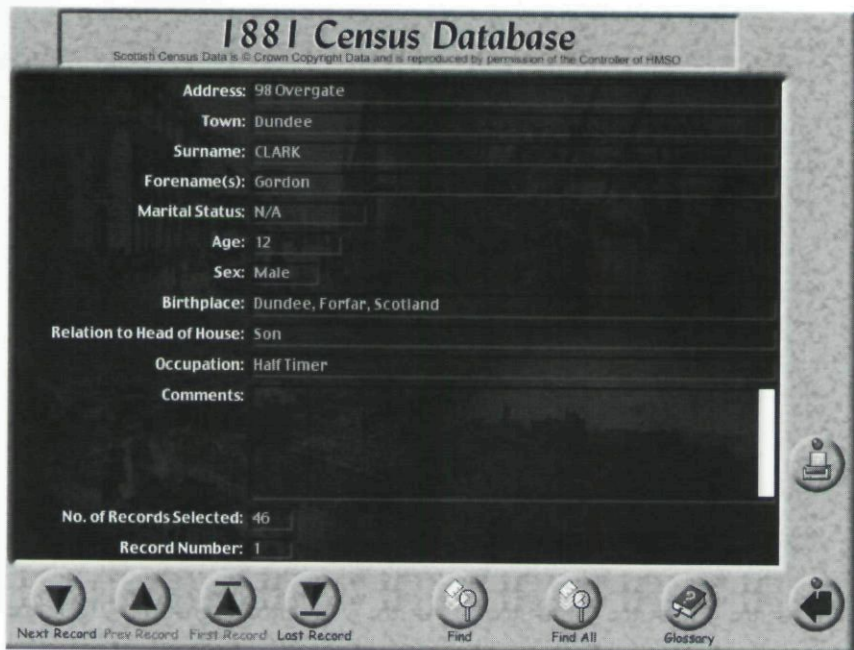 1881 Census Database
Scottish Census Data is © Crown Copyright Data and is reproduced by permission of the Controller of HMSO
Address: 98 Overgate
Town: Dundee
Surname: CLARK
Forename(s): Gordon
Marital Status: N/A
Age: 12
Sex: Male
Birthplace: Dundee, Forfar, Scotland
Relation to Head of House: Son
Occupation: Half Timer
Comments:
No. of Records Selected: 46
Record Number: 1
Next Record Prev Record First Record Last Record Find Find All Glossary